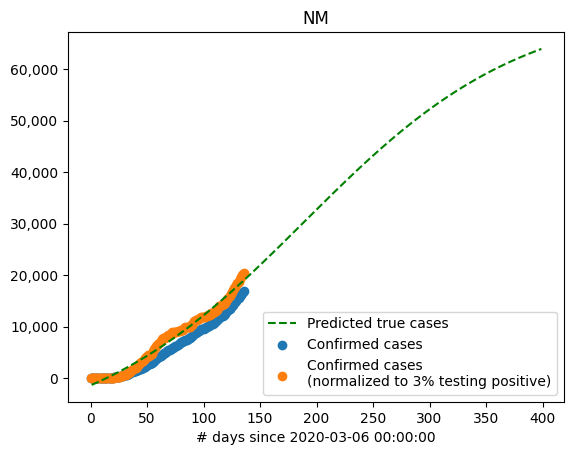 NM
60,000
50,000
40,000
30,000
20,000
10,000
0
Predicted true cases
Confirmed cases
Confirmed cases
(normalized to 3% testing positive)
0 50 100 150 200 250 300 350 400
# days since 2020-03-06 00:00:00